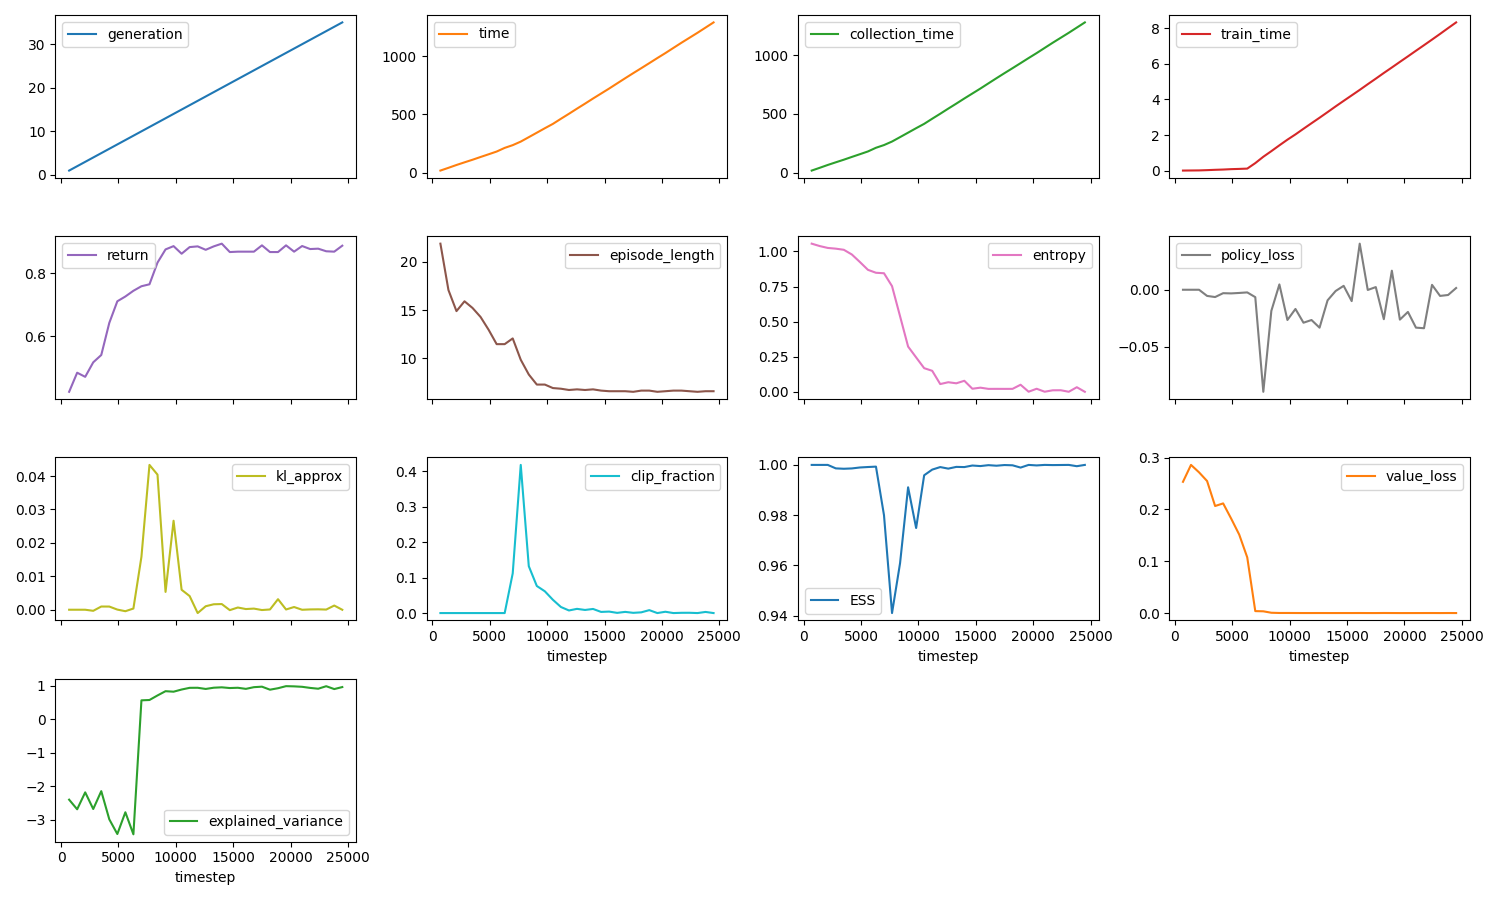 generation
30
20
10
0
time
1000
500
0
collection_time
1000
500
0
train_time
8
6
4
2
0
return
0.8
0.6
episode_length
20
15
10
entropy
1.00
0.75
0.50
0.25
0.00
policy_loss
0.00
−0.05
kl_approx
0.04
0.03
0.02
0.01
0.00
clip_fraction
0.4
0.3
0.2
0.1
0.0
0 5000 10000 15000 20000 25000
timestep
1.00
0.98
0.96
0.94
ESS
0 5000 10000 15000 20000 25000
timestep
value_loss
0.3
0.2
0.1
0.0
0 5000 10000 15000 20000 25000
timestep
1
0
−1
−2
−3
explained_variance
0 5000 10000 15000 20000 25000
timestep